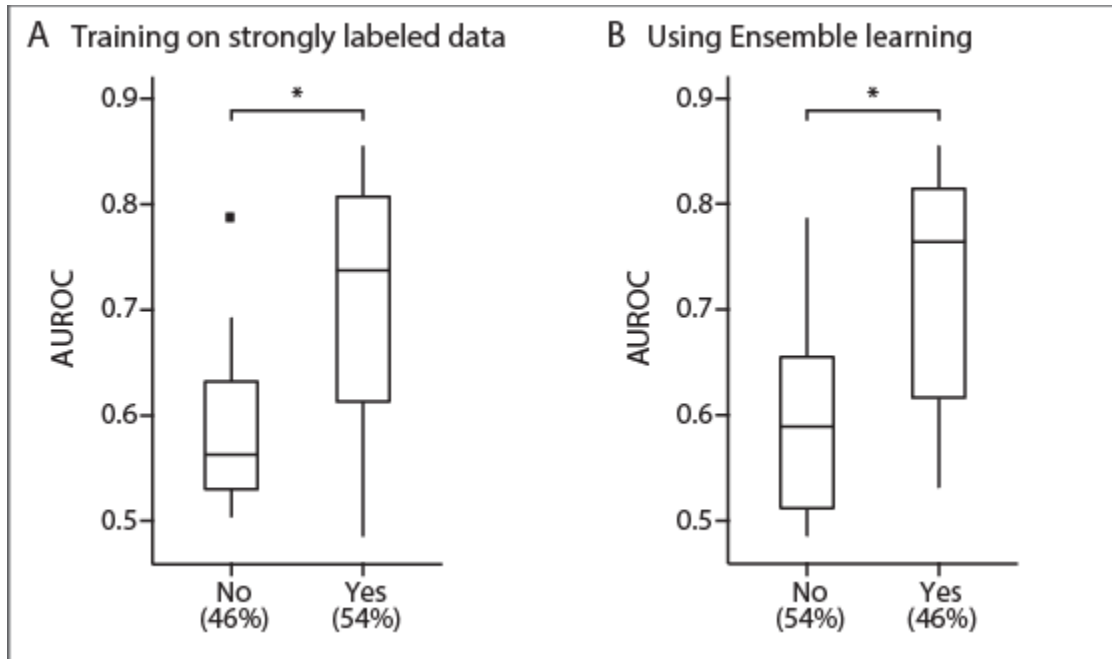 A Training on strongly labeled data
*
0.9
0.8
0.7
0.6
0.5
AUROC
No Yes
(46%) (54%)
B Using Ensemble learning
*
0.9
0.8
0.7
0.6
0.5
AUROC
No Yes
(54%) (46%)